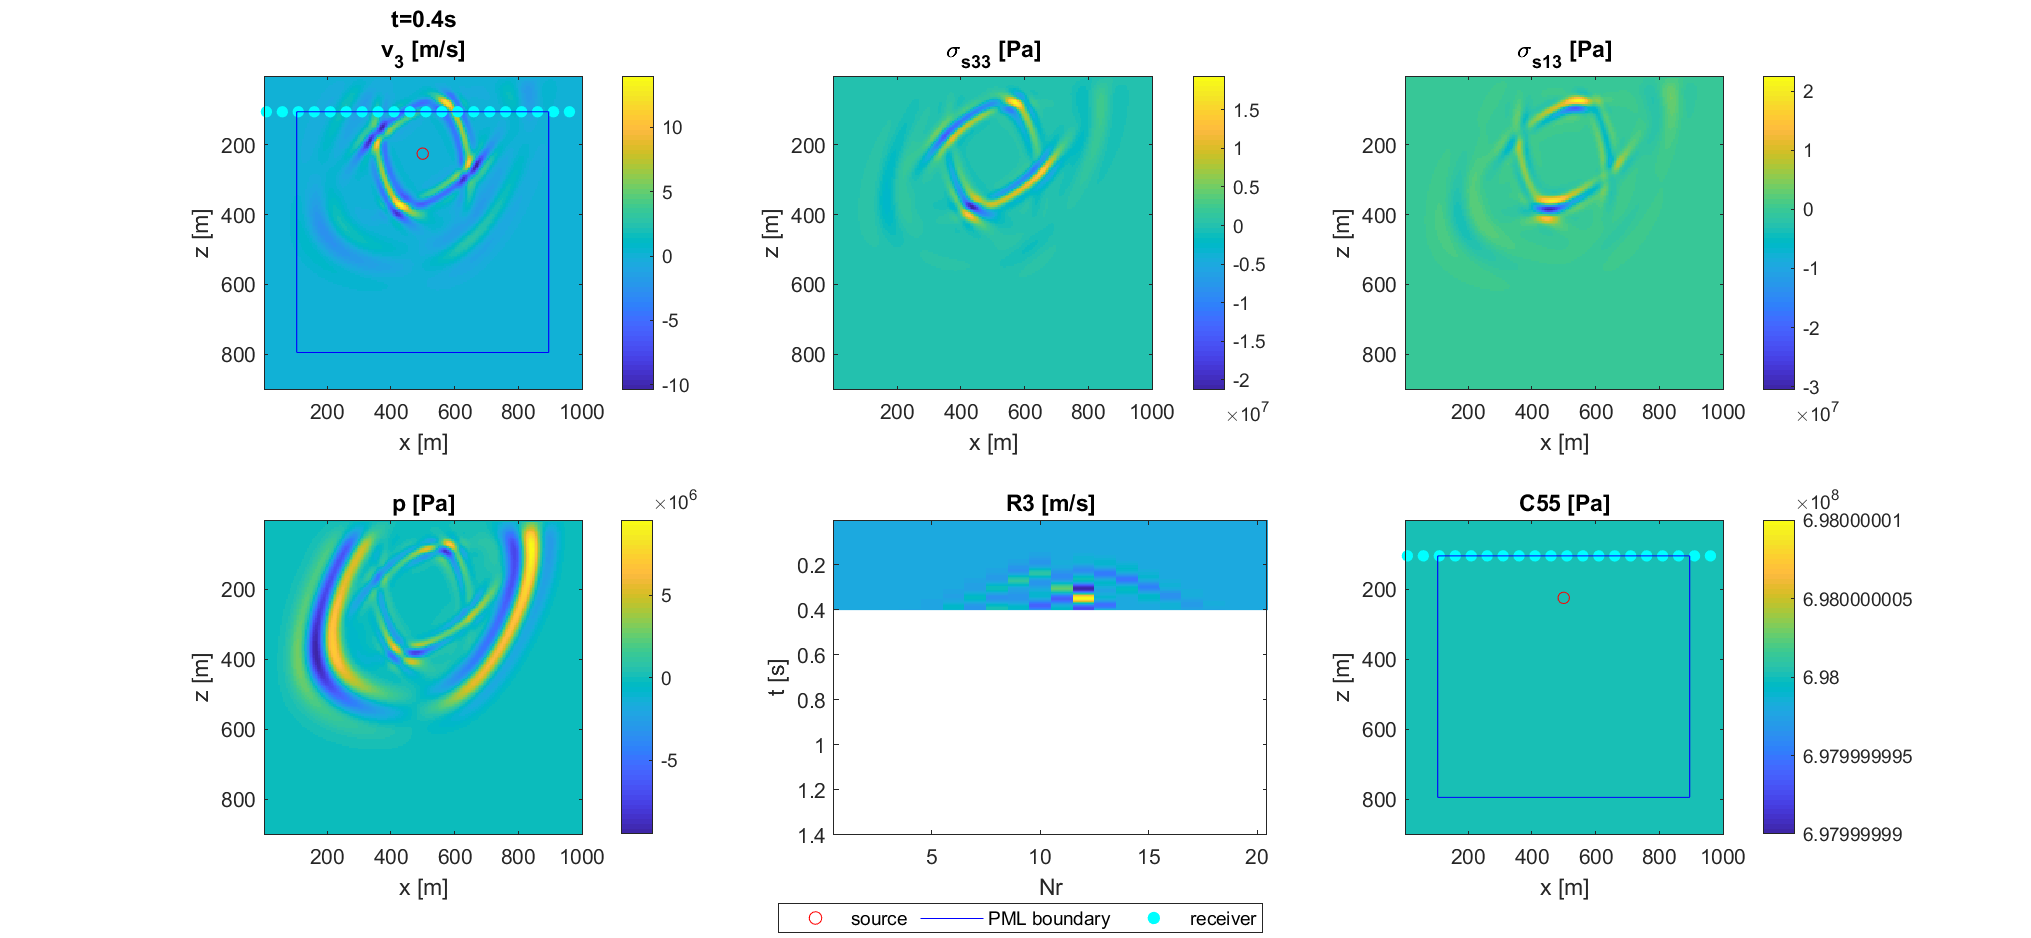 t=0.4s
v3 [m/s]
200
400
600
800
z [m]
200 400 600 800 1000
x [m]
10
5
0
-5
-10
σs33 [Pa]
200
400
600
800
z [m]
200 400 600 800 1000
x [m]
1.5
1
0.5
0
-0.5
-1
-1.5
-2
×10^7
σs13 [Pa]
200
400
600
800
z [m]
200 400 600 800 1000
x [m]
2
1
0
-1
-2
-3
×10^7
p [Pa]
200
400
600
800
z [m]
200 400 600 800 1000
x [m]
×10^6
5
0
-5
R3 [m/s]
0.2
0.4
0.6
0.8
1
1.2
1.4
t [s]
5 10 15 20
Nr
C55 [Pa]
200
400
600
800
z [m]
200 400 600 800 1000
x [m]
×10^8
6.980000001
6.980000005
6.98
6.979999995
6.97999999
source PML boundary receiver